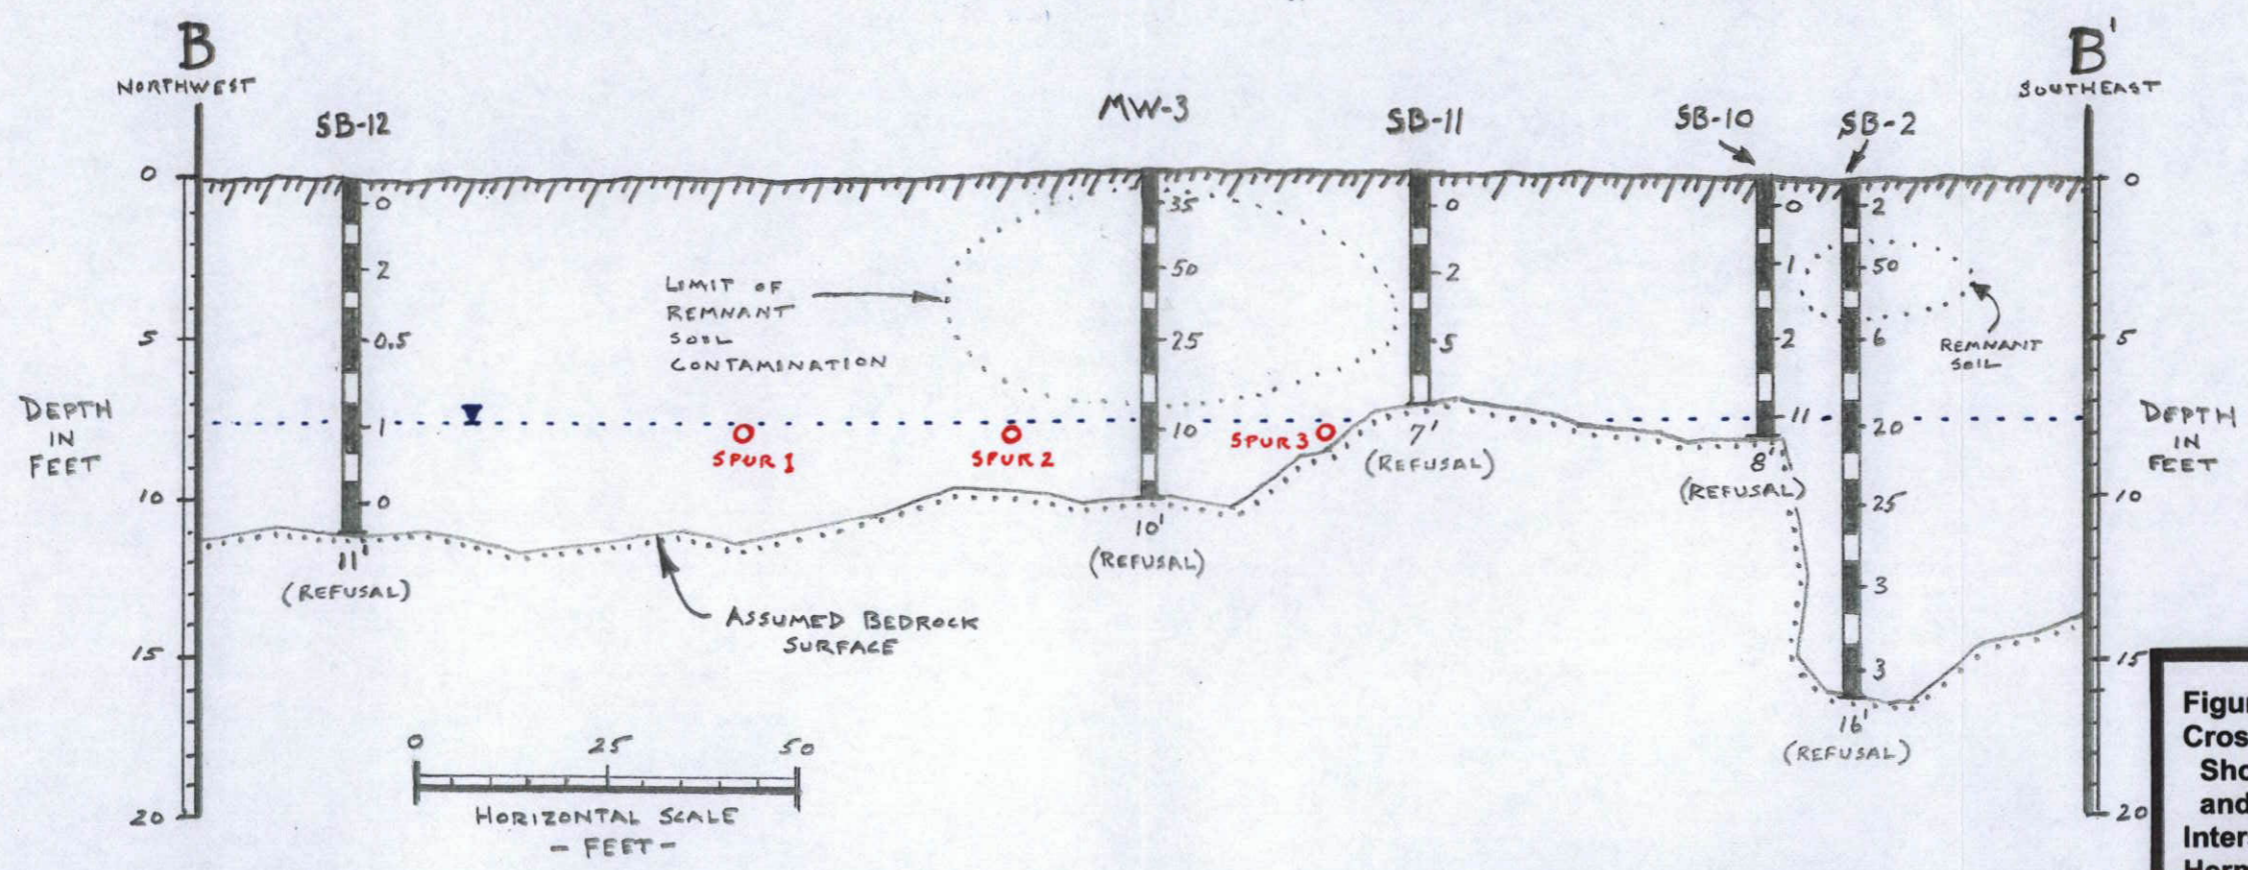 B
NORTHWEST
B'
SOUTHEAST
SB-12
MW-3
SB-11
SB-10
SB-2
0
5
10
15
20
DEPTH
IN
FEET
0
2
0.5
1
0
11'
(REFUSAL)
LIMIT OF
REMNANT
SOIL
CONTAMINATION
SPUR 1
SPUR 2
ASSUMED BEDROCK
SURFACE
35
50
25
10
10'
(REFUSAL)
SPUR 3
0
2
5
7'
(REFUSAL)
0
1
2
11
8'
(REFUSAL)
2
50
6
20
25
3
3
16'
(REFUSAL)
REMNANT
SOIL
0
5
10
15
20
DEPTH
IN
FEET
0 25 50
HORIZONTAL SCALE
- FEET -